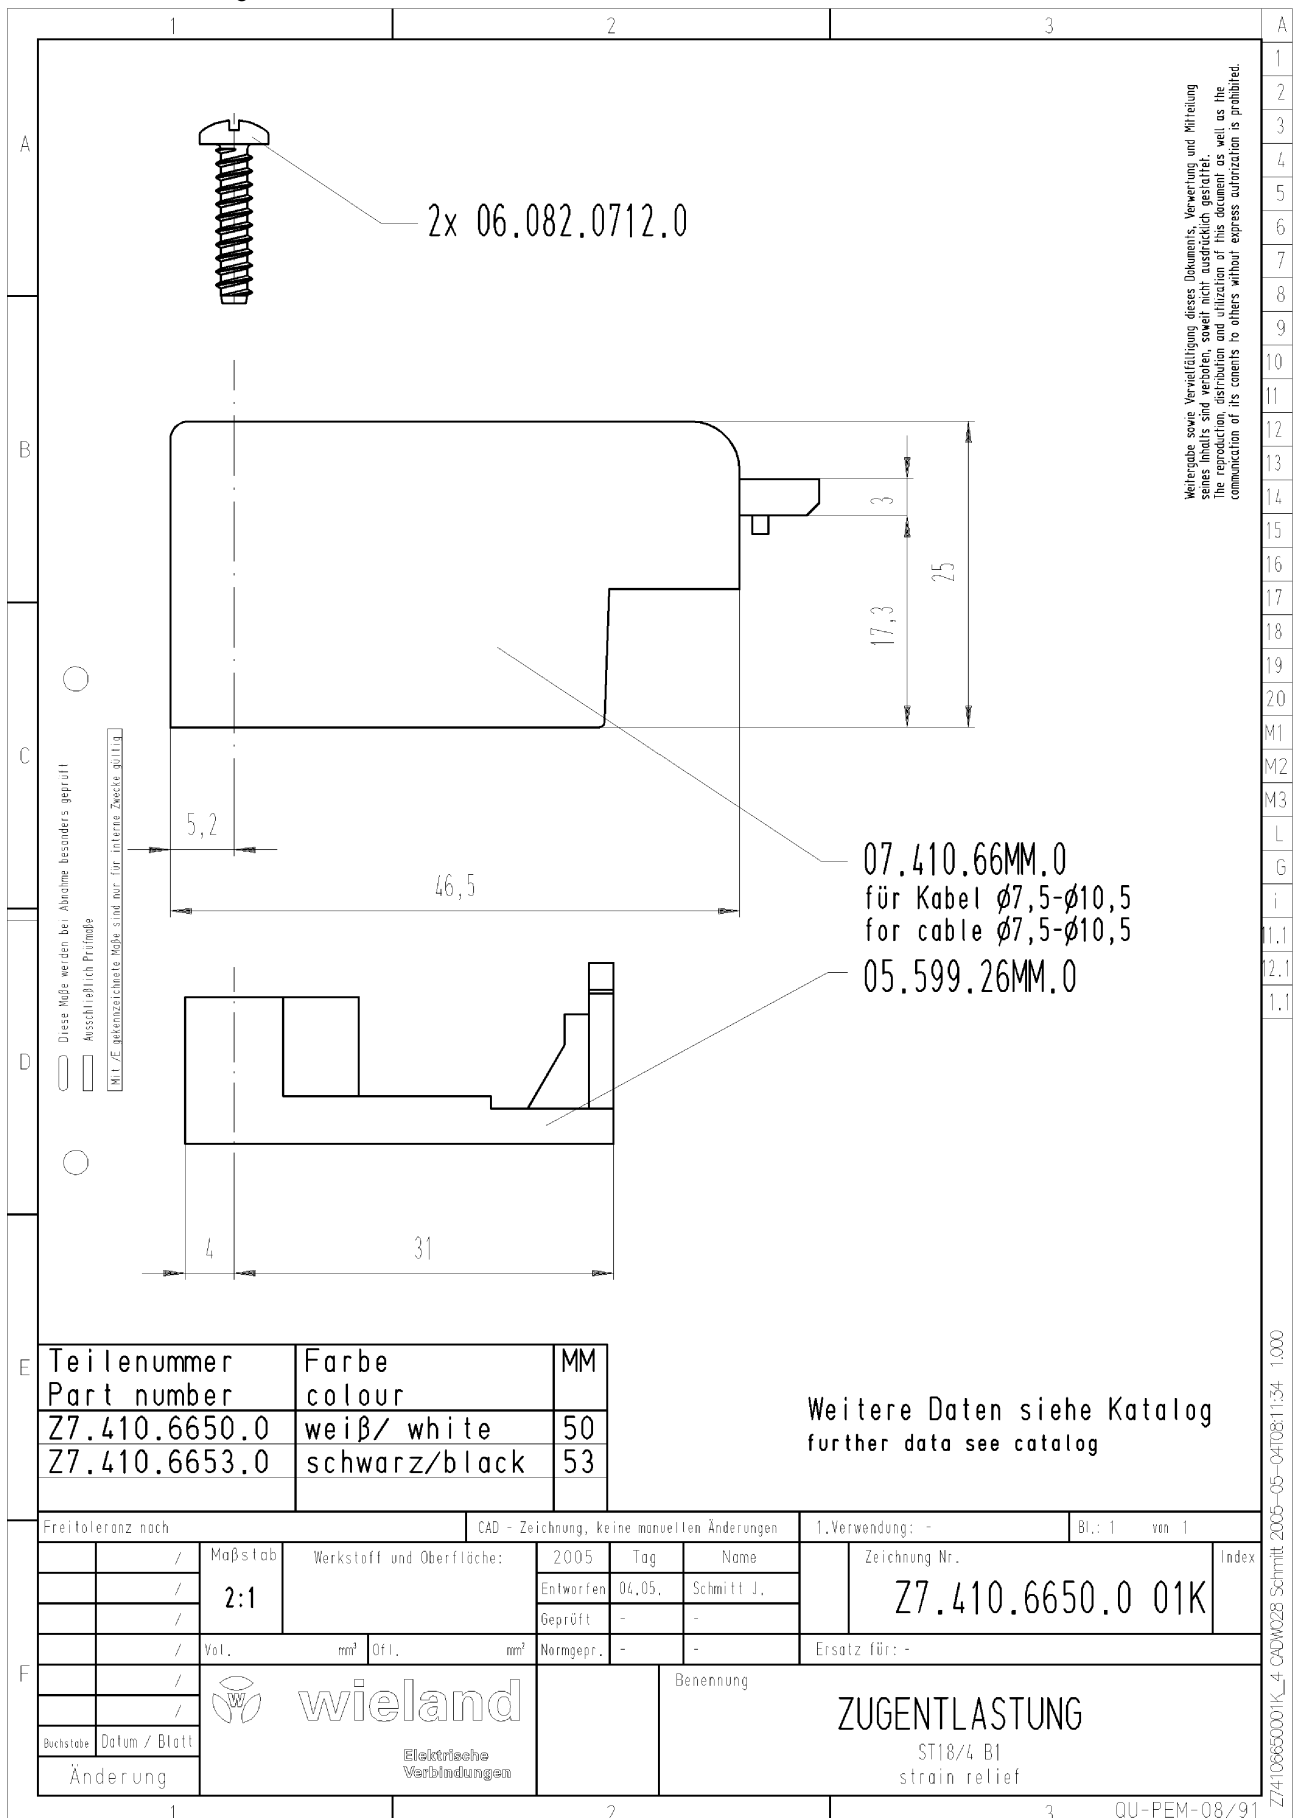 1 2 3 A
1
2
3
4
5
6
7
8
9
10
11
12
13
14
15
16
17
18
19
20
M1
M2
M3
L
G
i
11.1
12.1
1.1
A
B
C
D
E
F
Weitergabe sowie Vervielfältigung dieses Dokuments, Verwertung und Mitteilung
seines Inhalts sind verboten, soweit nicht ausdrücklich gestattet.
The reproduction, distribution and utilization of this document as well as the
communication of its conents to others without express autorization is prohibited.
2x 06.082.0712.0
3
25
17,3
5,2
46,5
07.410.66MM.0
für Kabel Ø7,5-Ø10,5
for cable Ø7,5-Ø10,5
05.599.26MM.0
Diese Maße werden bei Abnahme besonders geprüft
Ausschließlich Prüfmaße
Mit /E gekennzeichnete Maße sind nur für interne Zwecke gültig
4
31
Teilenummer Farbe MM
Part number colour
Z7.410.6650.0 weiß/ white 50
Z7.410.6653.0 schwarz/black 53
Weitere Daten siehe Katalog
further data see catalog
Freitoleranz nach CAD - Zeichnung, keine manuellen Änderungen 1.Verwendung: - Bl.: 1 von 1
/ Maßstab Werkstoff und Oberfläche: 2005 Tag Name Zeichnung Nr. Index
/ 2:1 Entworfen 04.05. Schmitt J. Z7.410.6650.0 01K
/ Geprüft - -
/ Vol. mm³ Ofl. mm² Normgepr. - - Ersatz für: -
/
/
Buchstabe Datum / Blatt
Änderung
W
wieland
Elektrische
Verbindungen
Benennung
ZUGENTLASTUNG
ST18/4 B1
strain relief
1 2 3 QU-PEM-08/91
Z74106650001K_4 CADW028 Schmitt 2005-05-04T08:11:34 1.000